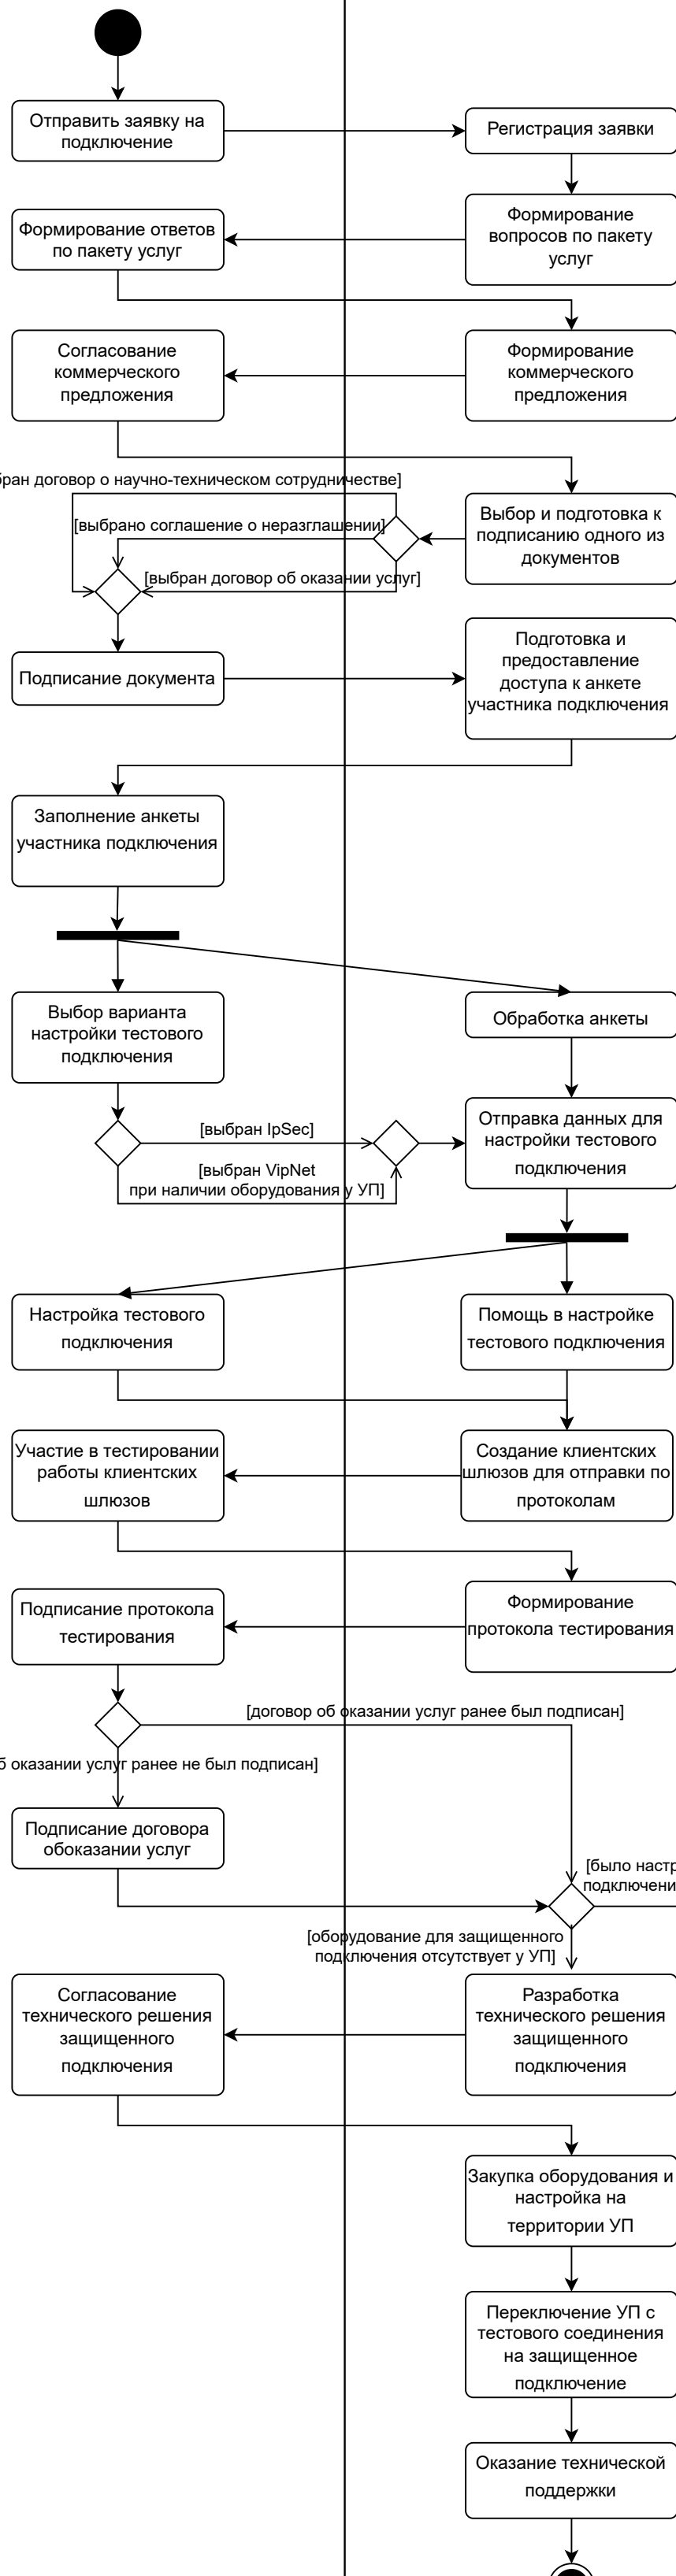 Отправить заявку на
подключение
Регистрация заявки
Формирование
вопросов по пакету
услуг
Формирование ответов
по пакету услуг
Согласование
коммерческого
предложения
Формирование
коммерческого
предложения
договор о научно-техническом сотрудничестве]
Выбор и подготовка к
подписанию одного из
документов
[выбрано соглашение о неразглашении]
[выбран договор об оказании услуг]
Подписание документа
Подготовка и
предоставление
доступа к анкете
участника подключения
Заполнение анкеты
участника подключения
Выбор варианта
настройки тестового
подключения
Обработка анкеты
[выбран IpSec]
[выбран VipNet
при наличии оборудования у УП]
Отправка данных для
настройки тестового
подключения
Настройка тестового
подключения
Помощь в настройке
тестового подключения
Участие в тестировании
работы клиентских
шлюзов
Создание клиентских
шлюзов для отправки по
протоколам
Подписание протокола
тестирования
Формирование
протокола тестирования
[договор об оказании услуг ранее был подписан]
оказании услуг ранее не был подписан]
Подписание договора
обоказании услуг
[было
[оборудование для защищенного
подключения отсутствует у УП]
Согласование
технического решения
защищенного
подключения
Разработка
технического решения
защищенного
подключения
Закупка оборудования и
настройка на
территории УП
Переключение УП с
тестового соединения
на защищенное
подключение
Оказание технической
поддержки